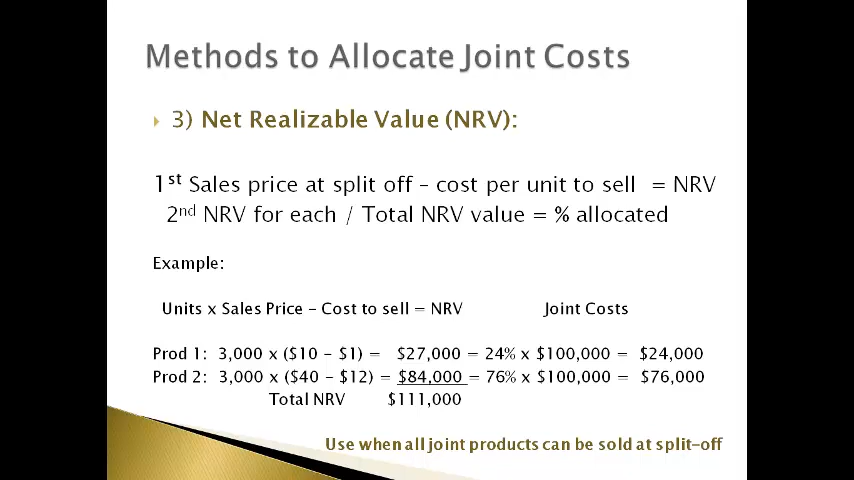 Methods to Allocate Joint Costs
3) Net Realizable Value (NRV):
1st Sales price at split off – cost per unit to sell = NRV
2nd NRV for each / Total NRV value = % allocated
Example:
Units x Sales Price – Cost to sell = NRV Joint Costs
Prod 1: 3,000 x ($10 – $1) = $27,000 = 24% x $100,000 = $24,000
Prod 2: 3,000 x ($40 – $12) = $84,000 = 76% x $100,000 = $76,000
Total NRV $111,000
Use when all joint products can be sold at split-off